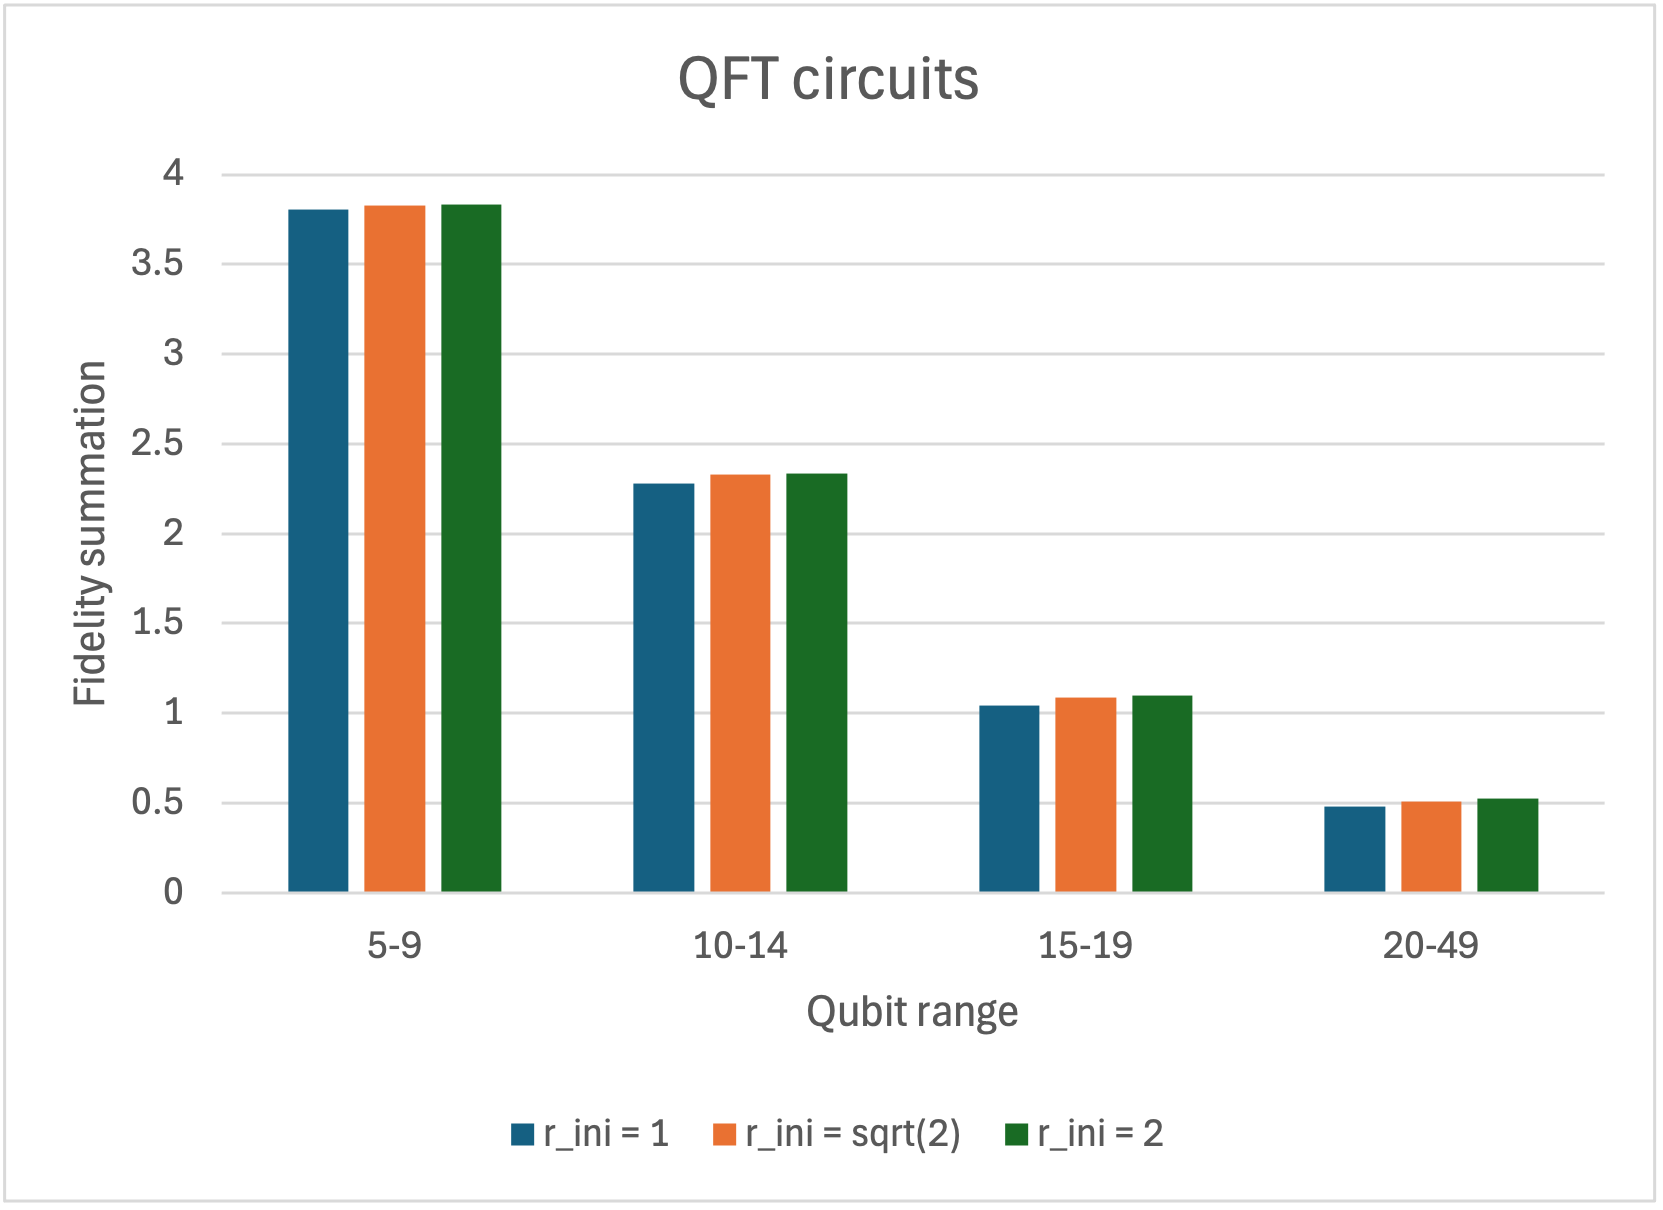 QFT circuits
4
3.5
3
2.5
2
1.5
1
0.5
0
Fidelity summation
5-9 10-14 15-19 20-49
Qubit range
r_ini = 1 r_ini = sqrt(2) r_ini = 2